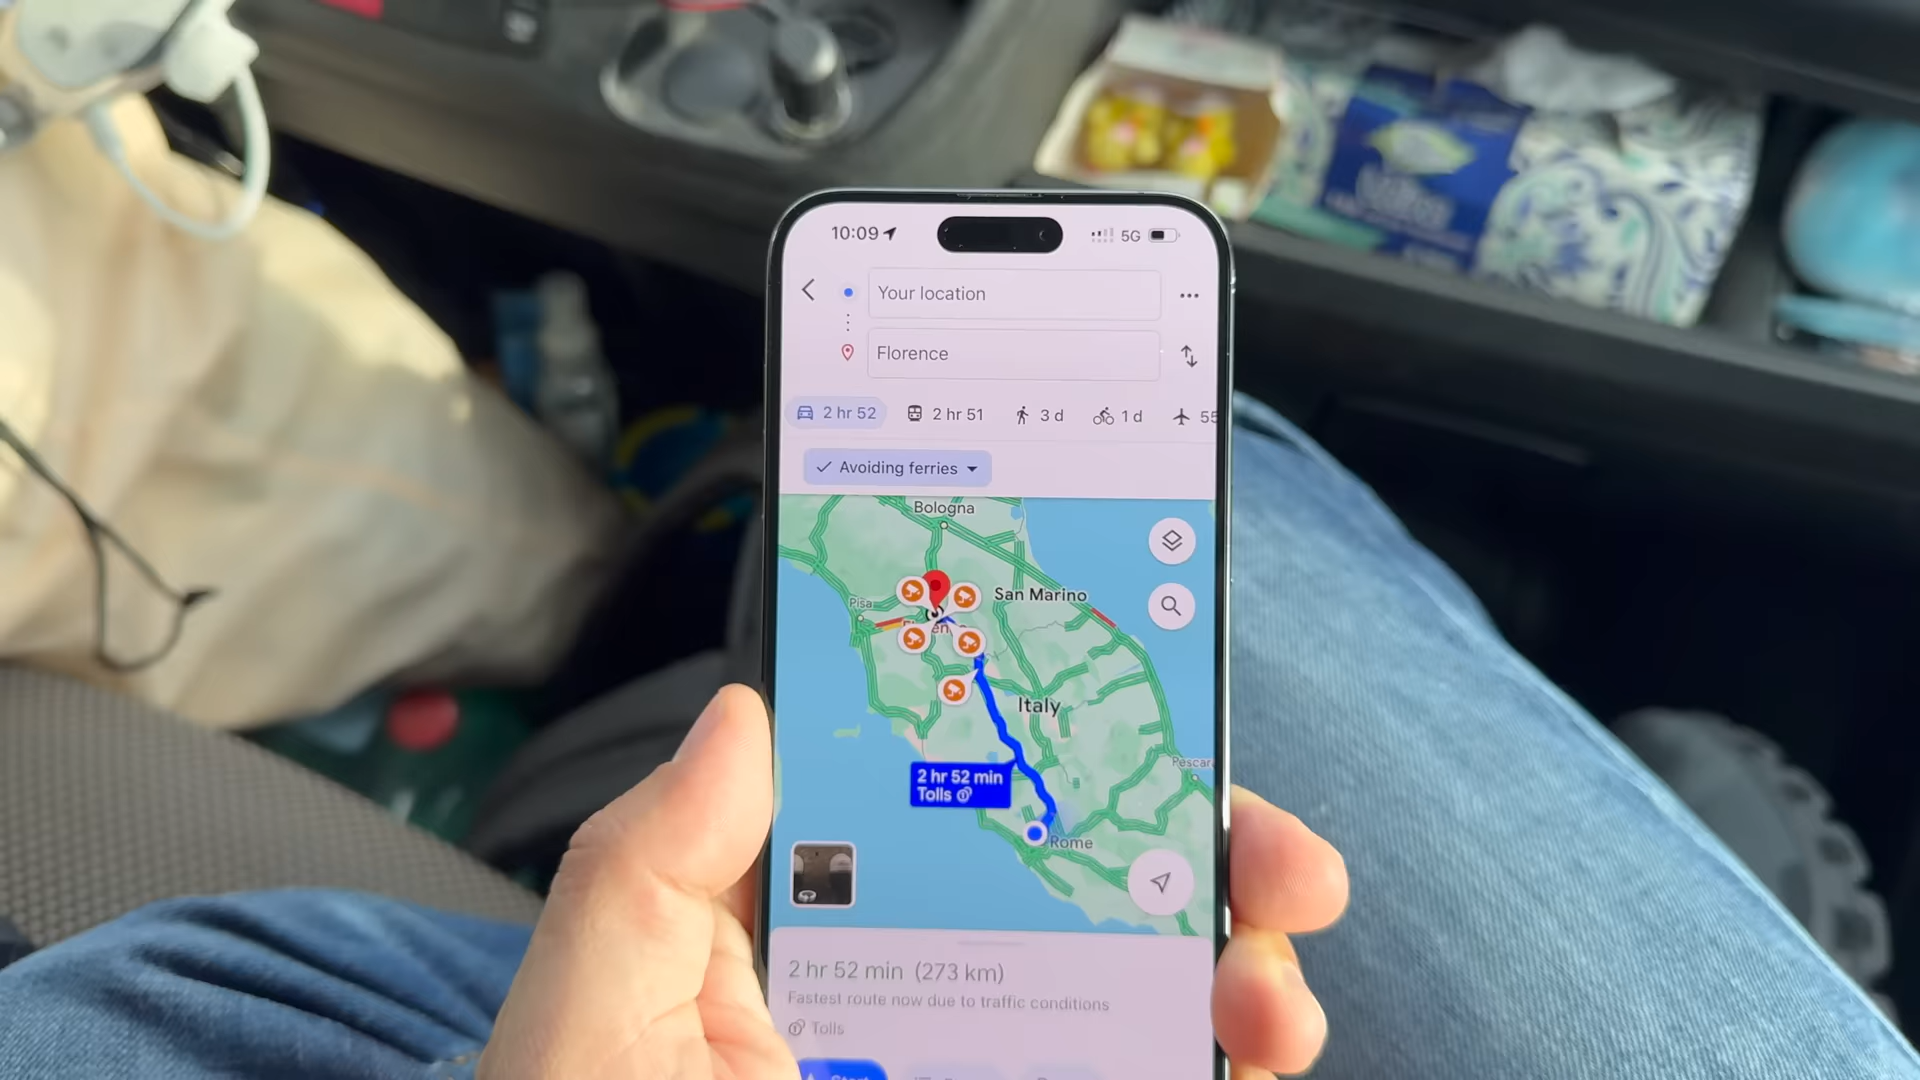 10:09
5G
Your location
Florence
2 hr 52
2 hr 51
3 d
1 d
55
Avoiding ferries
Bologna
San Marino
Pisa
Italy
2 hr 52 min
Tolls
Pescar
Rome
2 hr 52 min (273 km)
Fastest route now due to traffic conditions
Tolls
Start